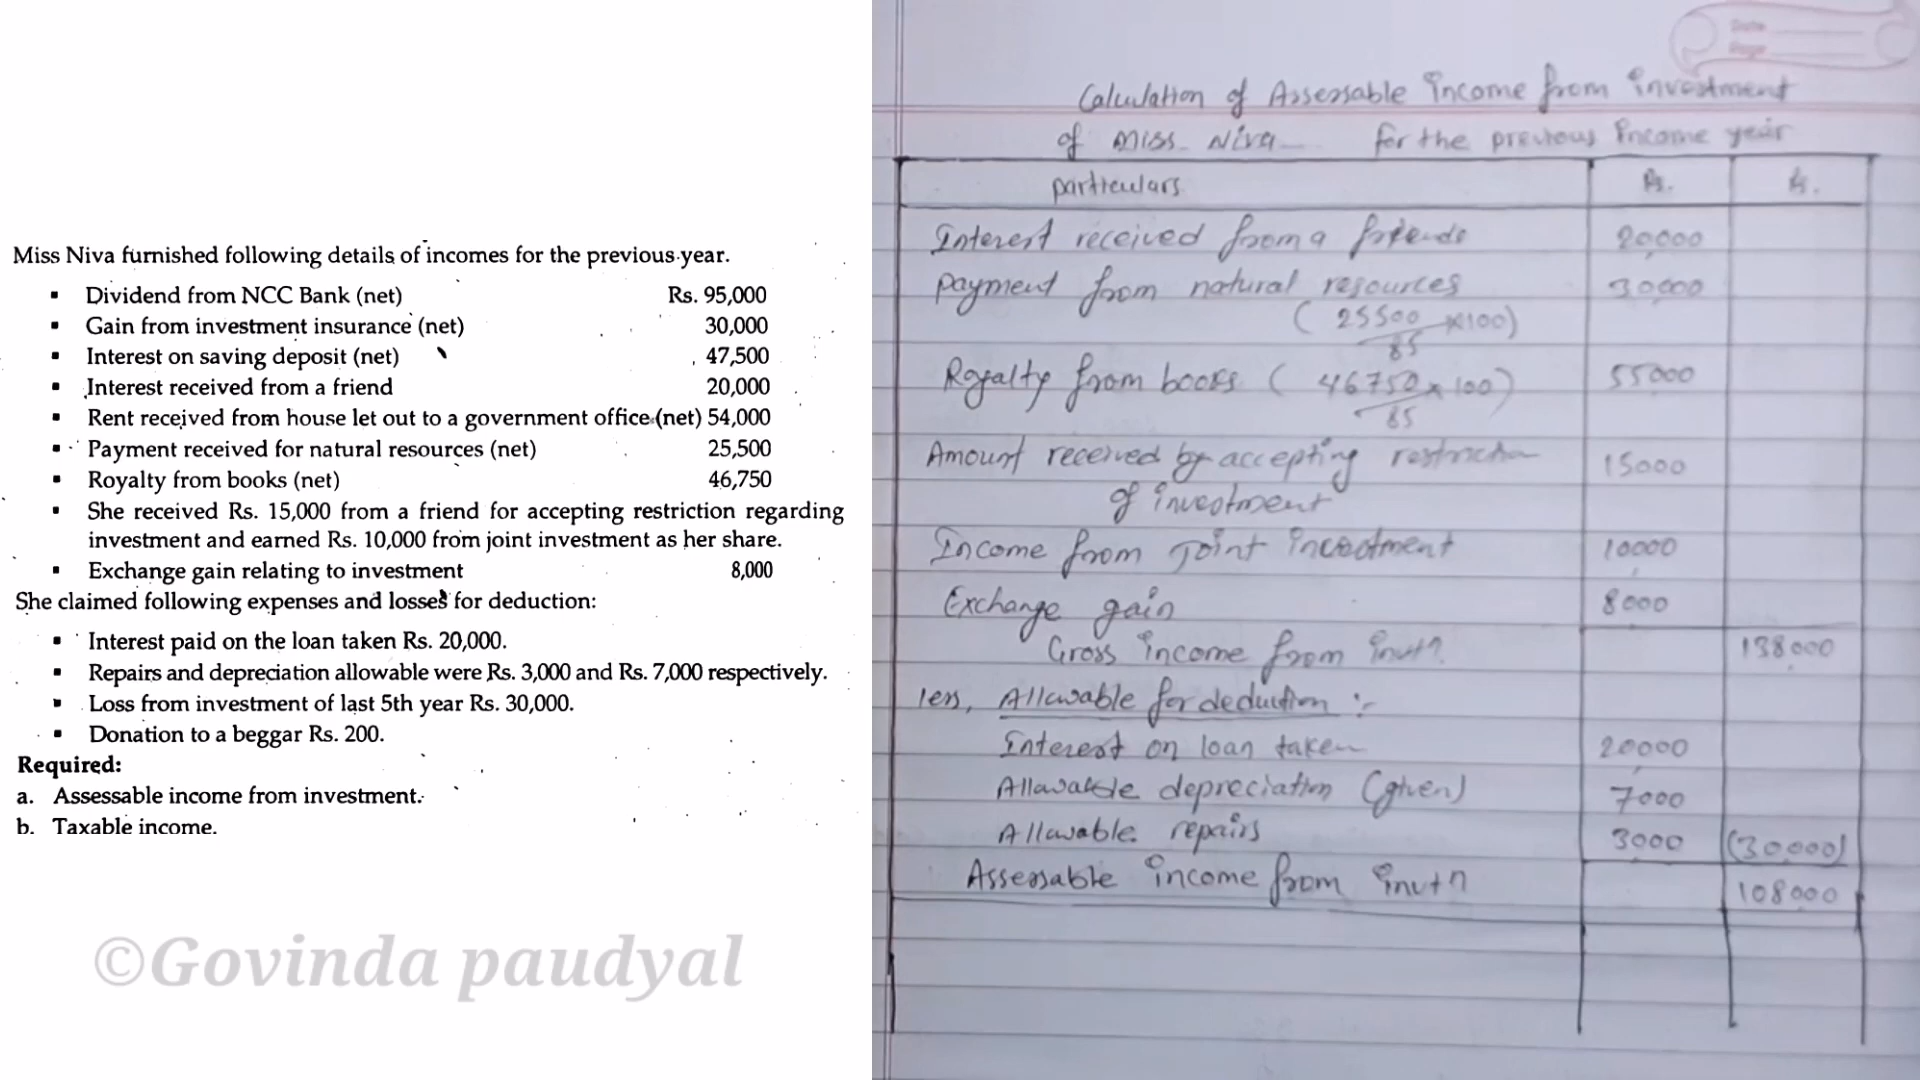 Miss Niva furnished following details of incomes for the previous year.
▪ Dividend from NCC Bank (net) Rs. 95,000
▪ Gain from investment insurance (net) 30,000
▪ Interest on saving deposit (net) 47,500
▪ Interest received from a friend 20,000
▪ Rent received from house let out to a government office (net) 54,000
▪ Payment received for natural resources (net) 25,500
▪ Royalty from books (net) 46,750
▪ She received Rs. 15,000 from a friend for accepting restriction regarding
investment and earned Rs. 10,000 from joint investment as her share.
▪ Exchange gain relating to investment 8,000
She claimed following expenses and losses for deduction:
▪ Interest paid on the loan taken Rs. 20,000.
▪ Repairs and depreciation allowable were Rs. 3,000 and Rs. 7,000 respectively.
▪ Loss from investment of last 5th year Rs. 30,000.
▪ Donation to a beggar Rs. 200.
Required:
a. Assessable income from investment.
b. Taxable income.
©Govinda paudyal
Calculation of Assessable Income from investment
of Miss Niva for the previous Income year
particulars Rs. Rs.
Interest received from a friends 20,000
payment from natural resources 30,000
(25500/85 ×100)
Royalty from books (46750/85 × 100) 55000
Amount received by accepting restriction 15000
of investment
Income from Joint investment 10000
Exchange gain 8000
Gross income from invtn 138000
less, Allowable for deduction :-
Interest on loan taken 20000
Allowable depreciation (given) 7000
Allowable repairs 3000 (30,000)
Assessable income from invtn 108000